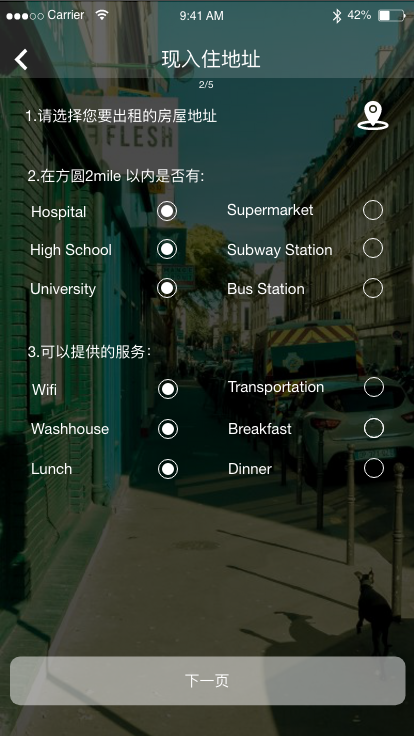 Carrier 9:41 AM 42%
现入住地址
2/5
1.请选择您要出租的房屋地址
FLESH
2.在方圆2mile 以内是否有:
Hospital Supermarket
High School Subway Station
University Bus Station
3.可以提供的服务:
Wifi Transportation
Washhouse Breakfast
Lunch Dinner
下一页